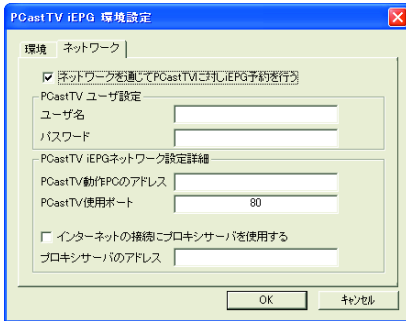 PCastTV iEPG 環境設定
環境 ネットワーク
ネットワークを通じてPCastTVに対しiEPG予約を行う
PCastTV ユーザ設定
ユーザ名
パスワード
PCastTV iEPGネットワーク設定詳細
PCastTV動作PCのアドレス
PCastTV使用ポート 80
インターネットの接続にプロキシサーバを使用する
プロキシサーバのアドレス
OK キャンセル